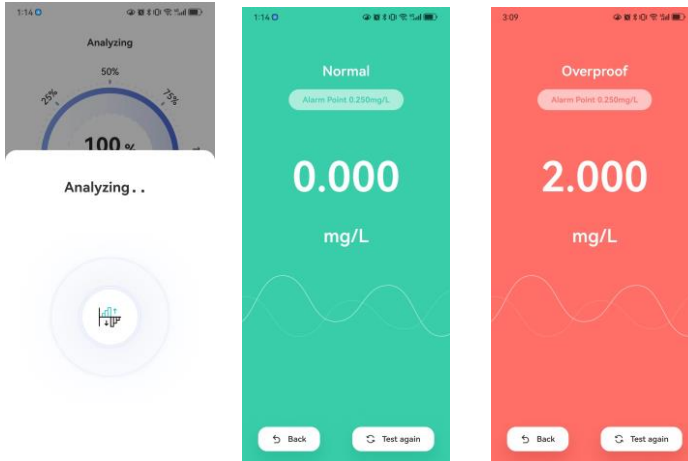 1:14
Analyzing
50%
25%
75%
100 %
Analyzing..
1:14
Normal
Alarm Point 0.250mg/L
0.000
mg/L
Back
Test again
3:09
Overproof
Alarm Point 0.250mg/L
2.000
mg/L
Back
Test again